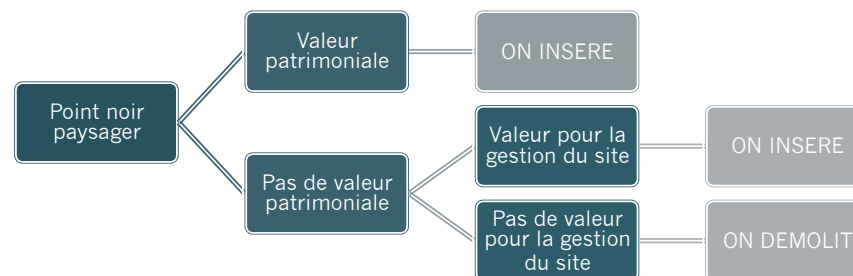 Point noir
paysager
Valeur
patrimoniale
ON INSERE
Pas de valeur
patrimoniale
Valeur pour la
gestion du site
ON INSERE
Pas de valeur
pour la gestion
du site
ON DEMOLIT